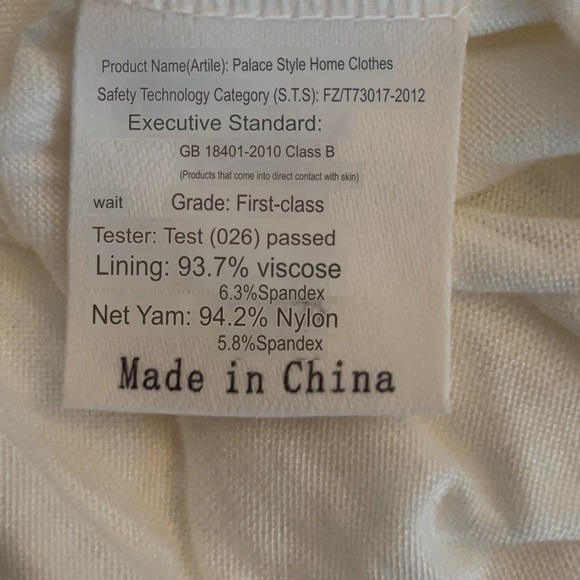 Product Name(Artile): Palace Style Home Clothes
Safety Technology Category (S.T.S): FZ/T73017-2012
Executive Standard:
GB 18401-2010 Class B
(Products that come into direct contact with skin)
wait Grade: First-class
Tester: Test (026) passed
Lining: 93.7% viscose
6.3%Spandex
Net Yam: 94.2% Nylon
5.8%Spandex
Made in China